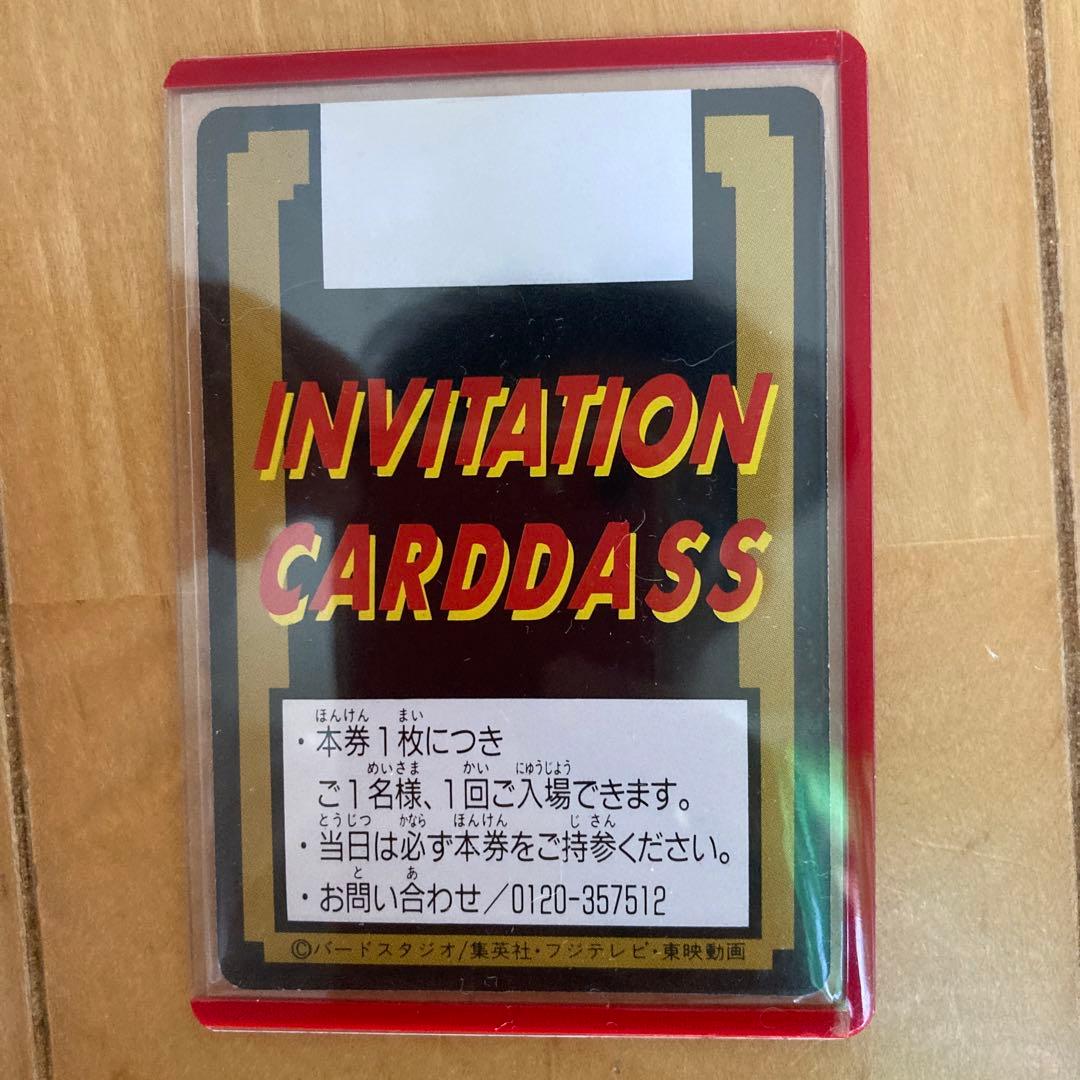 INVITATION
CARDDASS
ほんけん まい
・本券1枚につき
めいさま かい にゅうじょう
ご1名様、1回ご入場できます。
とうじつ かなら ほんけん じ さん
・当日は必ず本券をご持参ください。
と あ
・お問い合わせ/0120-357512
©バードスタジオ/集英社・フジテレビ・東映動画